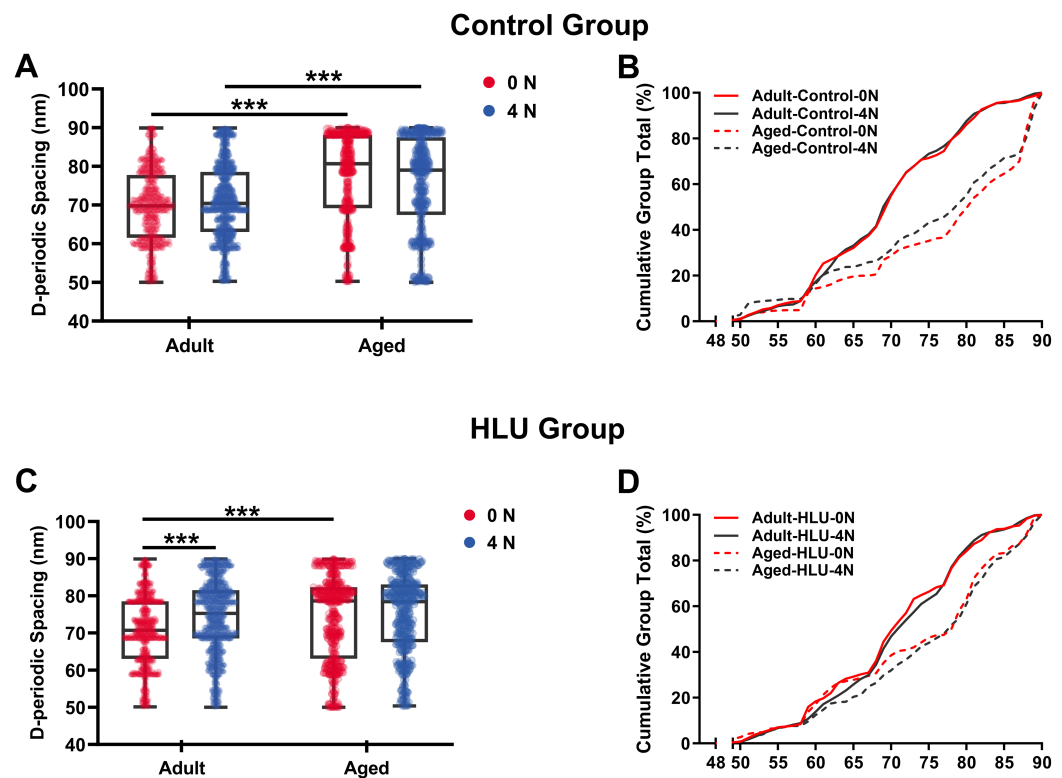 Control Group
A
D-periodic Spacing (nm)
100
90
80
70
60
50
40
Adult
Aged
***
***
0 N
4 N
B
Cumulative Group Total (%)
100
80
60
40
20
0
48 50 55 60 65 70 75 80 85 90
Adult-Control-0N
Adult-Control-4N
Aged-Control-0N
Aged-Control-4N
HLU Group
C
D-periodic Spacing (nm)
100
90
80
70
60
50
40
Adult
Aged
***
***
0 N
4 N
D
Cumulative Group Total (%)
100
80
60
40
20
0
48 50 55 60 65 70 75 80 85 90
Adult-HLU-0N
Adult-HLU-4N
Aged-HLU-0N
Aged-HLU-4N